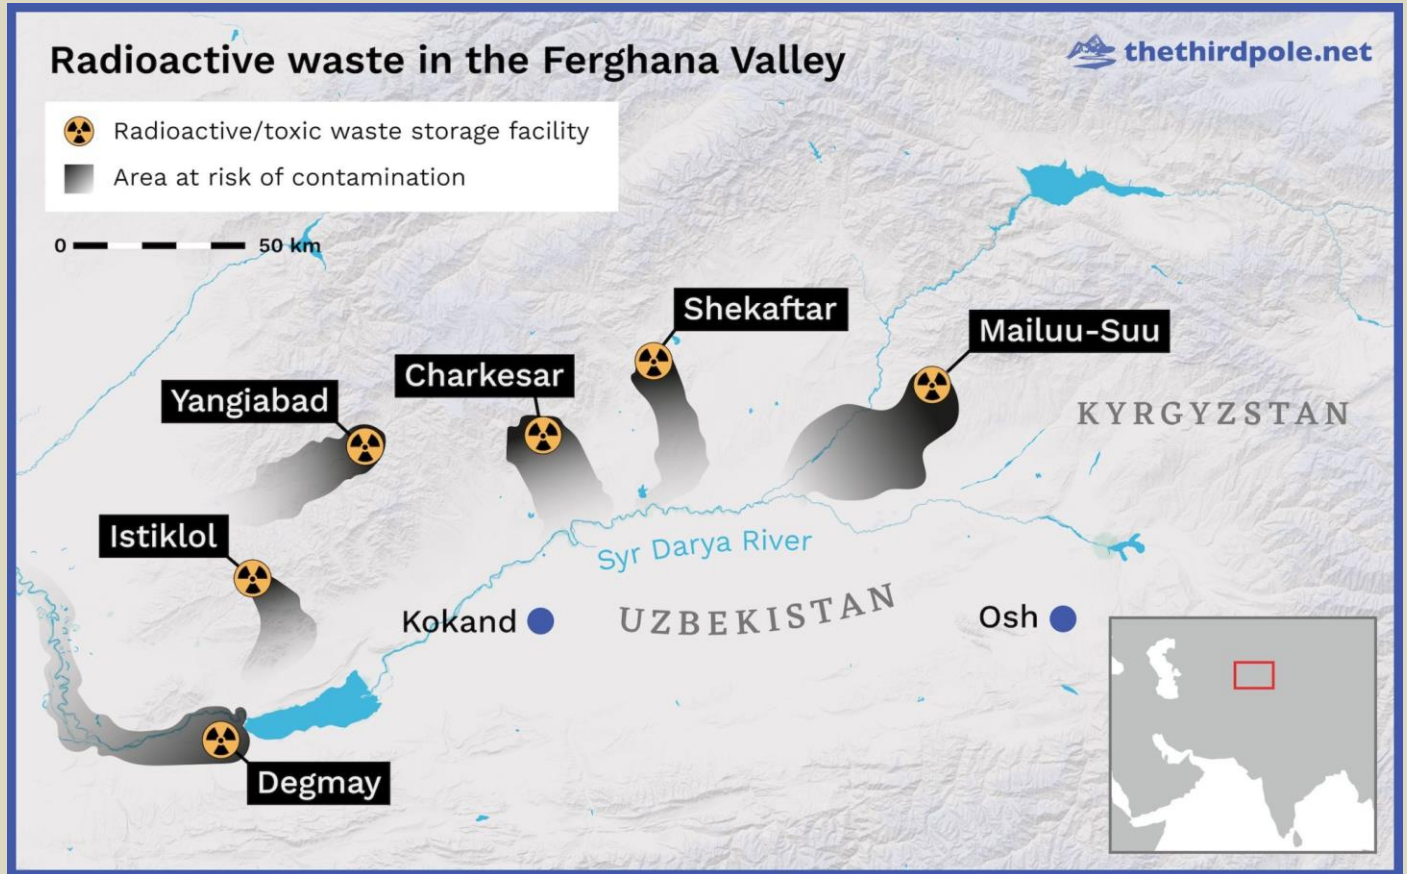 Radioactive waste in the Ferghana Valley
thethirdpole.net
Radioactive/toxic waste storage facility
Area at risk of contamination
0 50 km
Shekaftar
Mailuu-Suu
Charkesar
Yangiabad
KYRGYZSTAN
Istiklol
Syr Darya River
Kokand
UZBEKISTAN
Osh
Degmay